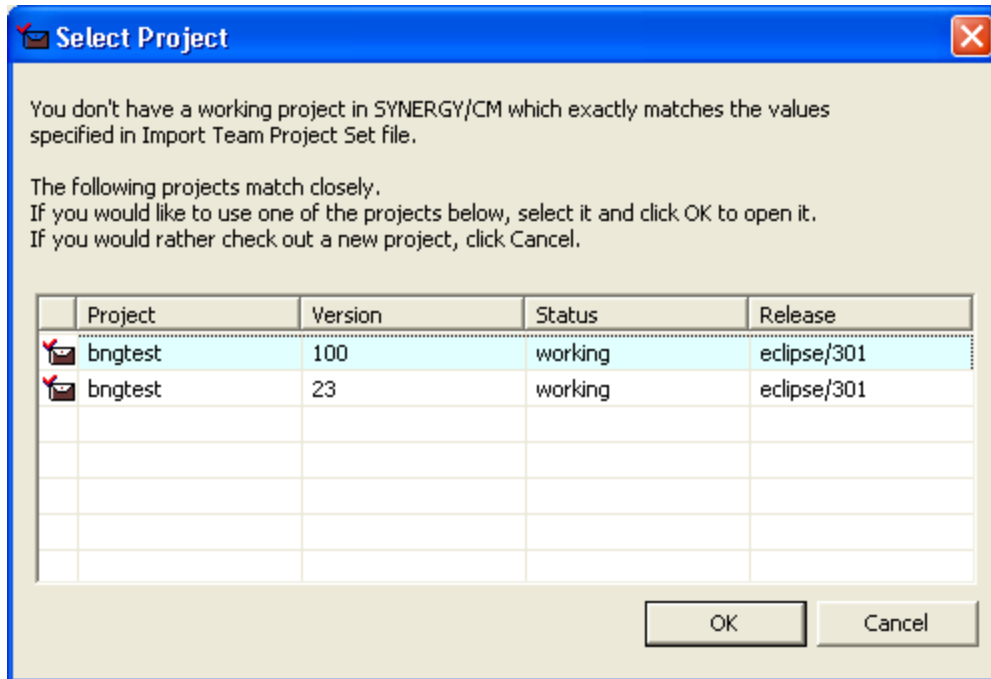 Select Project
You don't have a working project in SYNERGY/CM which exactly matches the values
specified in Import Team Project Set file.
The following projects match closely.
If you would like to use one of the projects below, select it and click OK to open it.
If you would rather check out a new project, click Cancel.
Project Version Status Release
bngtest 100 working eclipse/301
bngtest 23 working eclipse/301
OK Cancel